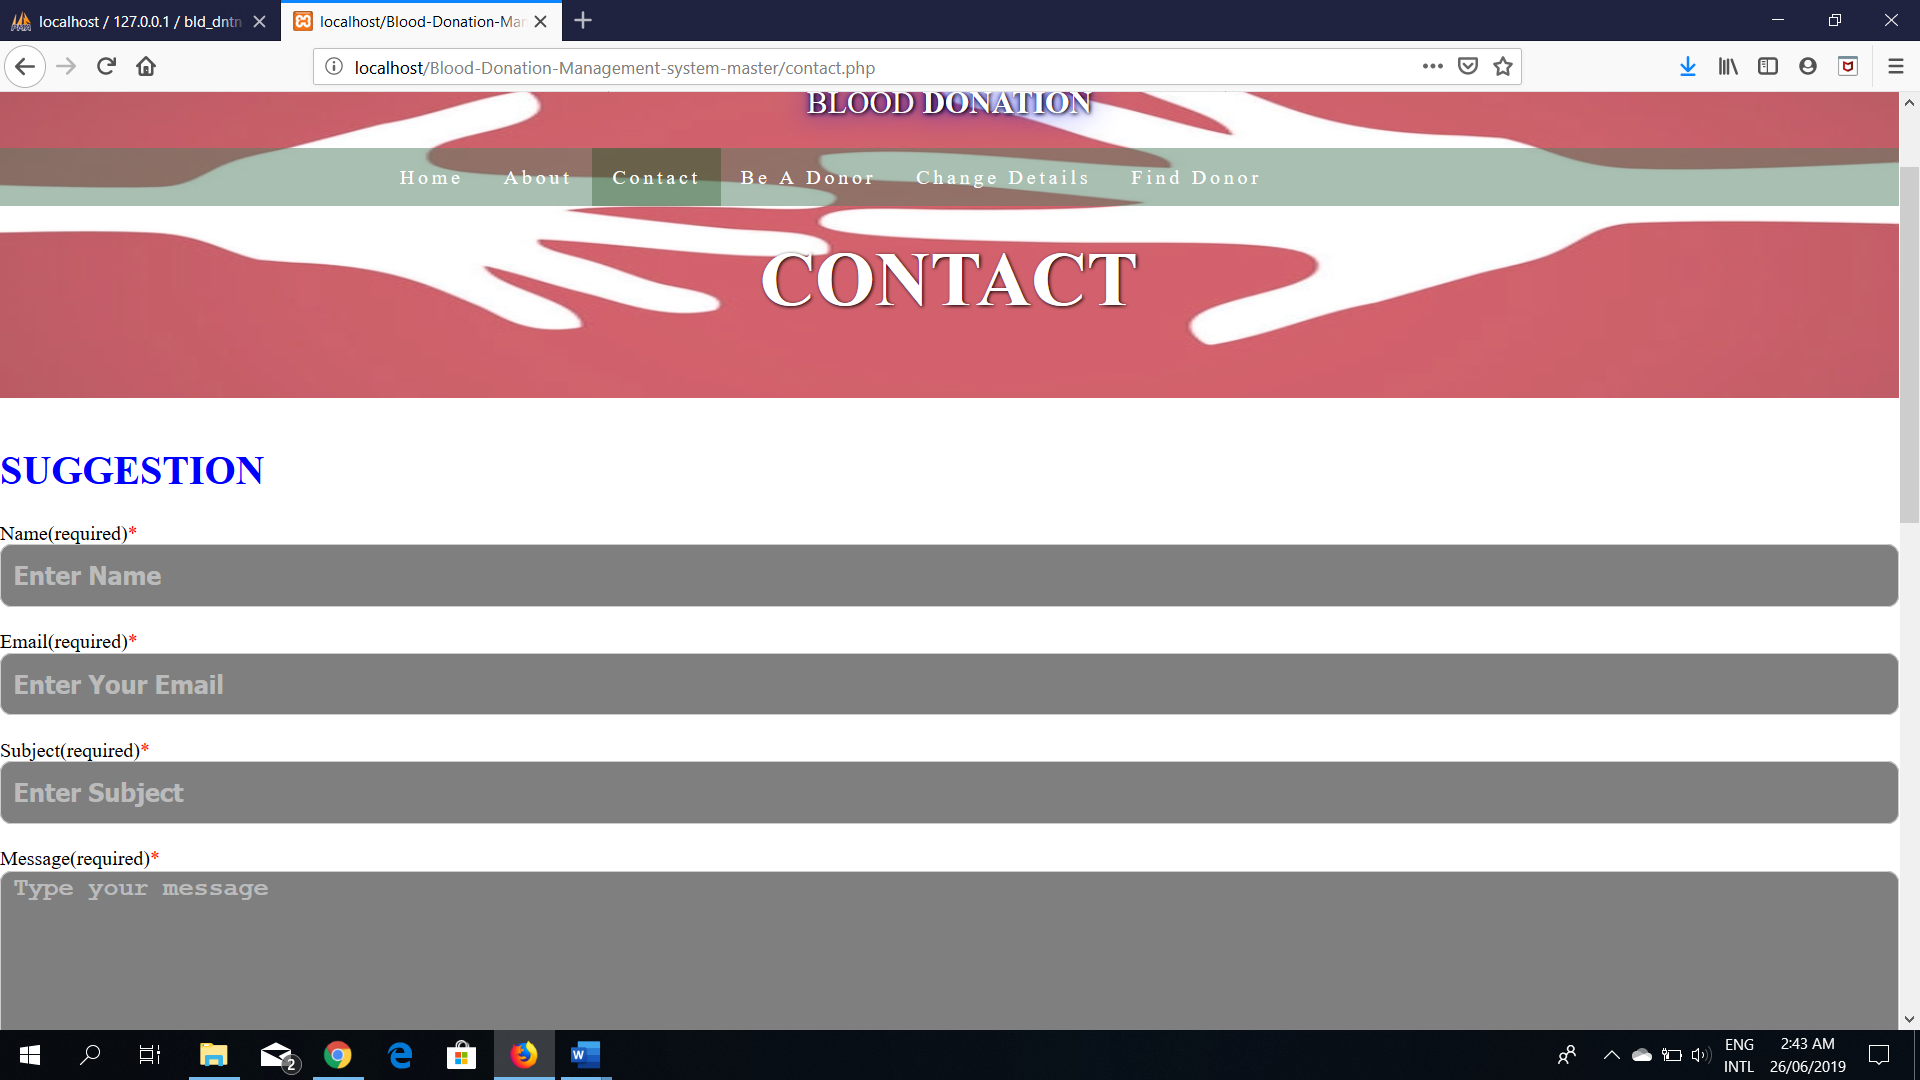 localhost / 127.0.0.1 / bld_dntn
localhost/Blood-Donation-Mar
localhost/Blood-Donation-Management-system-master/contact.php
BLOOD DONATION
Home About Contact Be A Donor Change Details Find Donor
CONTACT
SUGGESTION
Name(required)*
Enter Name
Email(required)*
Enter Your Email
Subject(required)*
Enter Subject
Message(required)*
Type your message
2
W
ENG 2:43 AM
INTL 26/06/2019